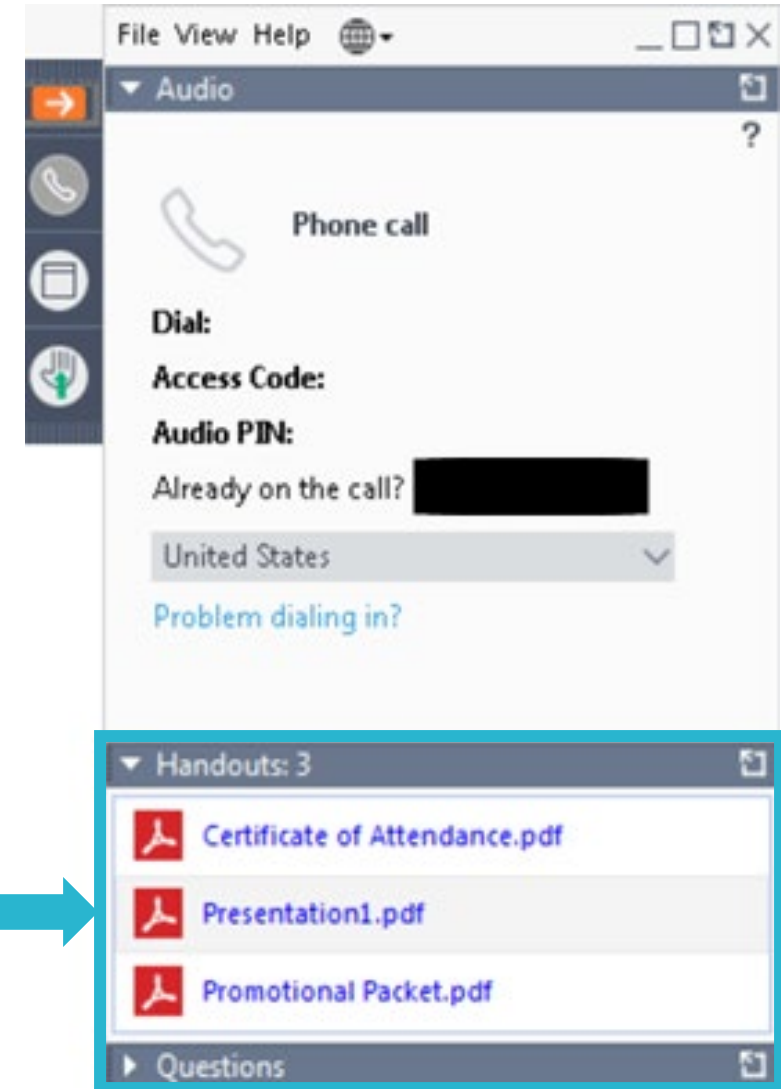 File View Help
Audio
?
Phone call
Dial:
Access Code:
Audio PIN:
Already on the call?
United States
Problem dialing in?
Handouts: 3
Certificate of Attendance.pdf
Presentation1.pdf
Promotional Packet.pdf
Questions